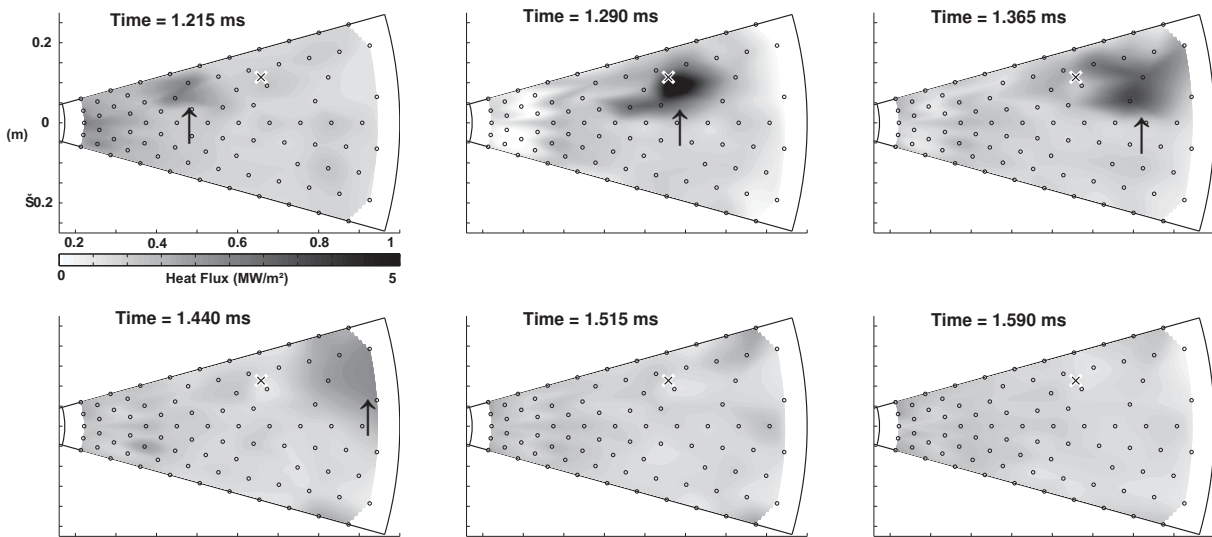 Time = 1.215 ms
Time = 1.290 ms
Time = 1.365 ms
0.2
0
(m)
Š0.2
0.2 0.4 0.6 0.8 1
0 5
Heat Flux (MW/m²)
Time = 1.440 ms
Time = 1.515 ms
Time = 1.590 ms